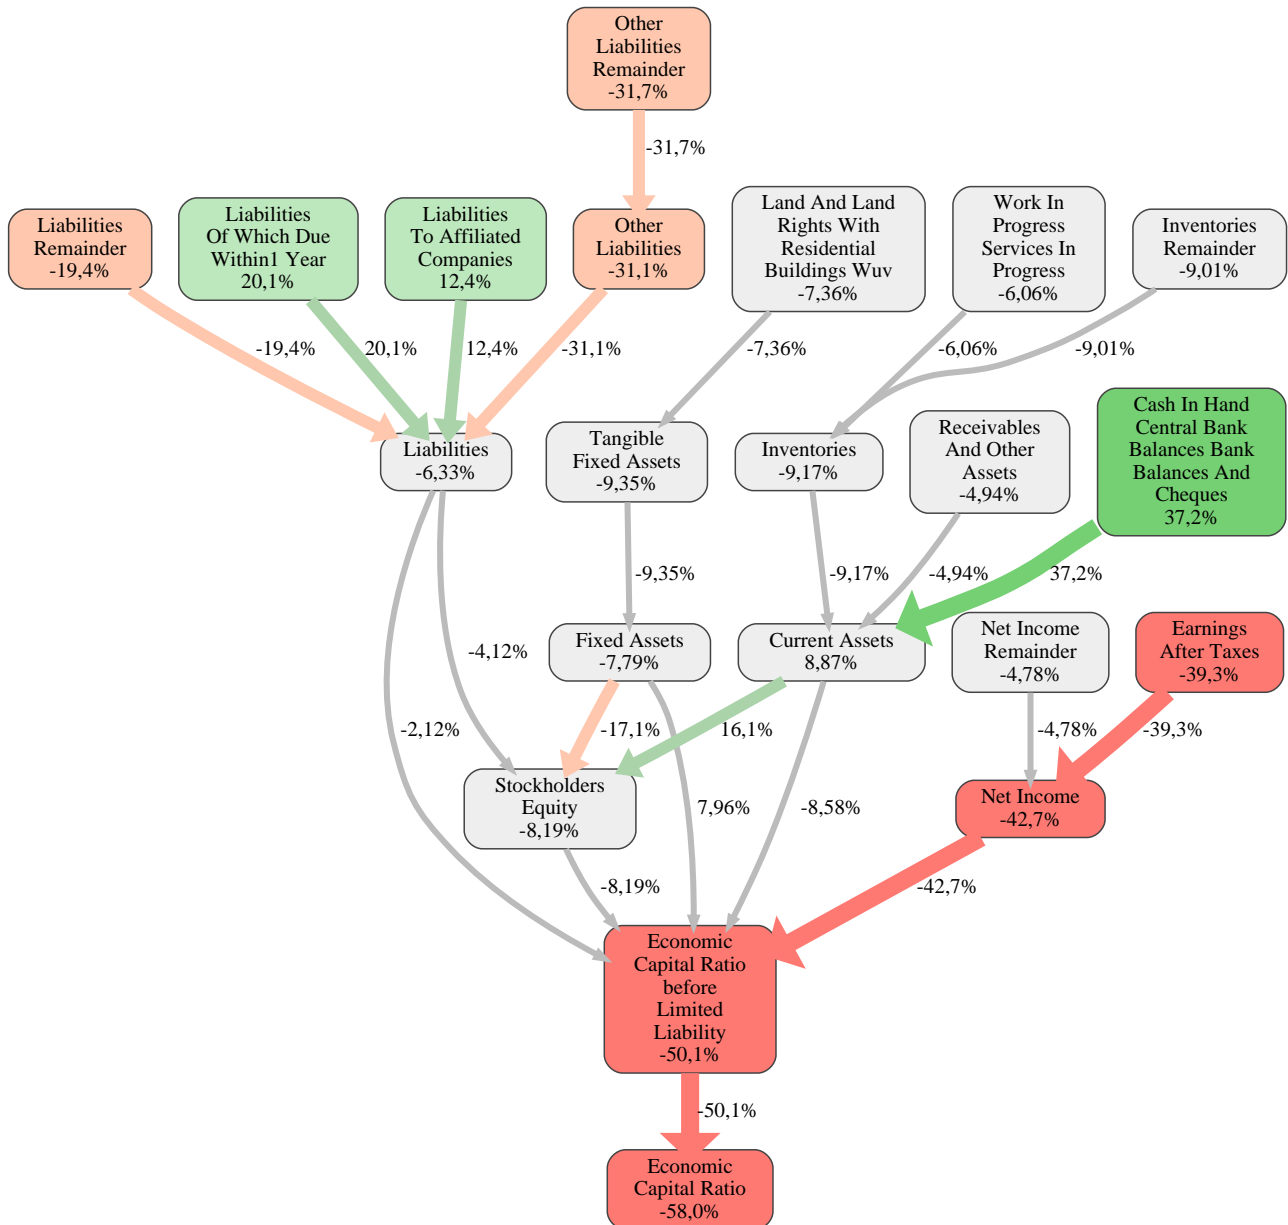 Other
Liabilities
Remainder
-31,7%
-31,7%
Liabilities
Remainder
-19,4%
Liabilities
Of Which Due
Within1 Year
20,1%
Liabilities
To Affiliated
Companies
12,4%
Other
Liabilities
-31,1%
Land And Land
Rights With
Residential
Buildings Wuv
-7,36%
Work In
Progress
Services In
Progress
-6,06%
Inventories
Remainder
-9,01%
-19,4%
20,1%
12,4%
-31,1%
-7,36%
-6,06%
-9,01%
Liabilities
-6,33%
Tangible
Fixed Assets
-9,35%
Inventories
-9,17%
Receivables
And Other
Assets
-4,94%
Cash In Hand
Central Bank
Balances Bank
Balances And
Cheques
37,2%
-9,35%
-9,17%
-4,94%
37,2%
-4,12%
Fixed Assets
-7,79%
Current Assets
8,87%
Net Income
Remainder
-4,78%
Earnings
After Taxes
-39,3%
-2,12%
-17,1%
16,1%
-4,78%
-39,3%
Stockholders
Equity
-8,19%
7,96%
-8,58%
Net Income
-42,7%
-8,19%
-42,7%
Economic
Capital Ratio
before
Limited
Liability
-50,1%
-50,1%
Economic
Capital Ratio
-58,0%